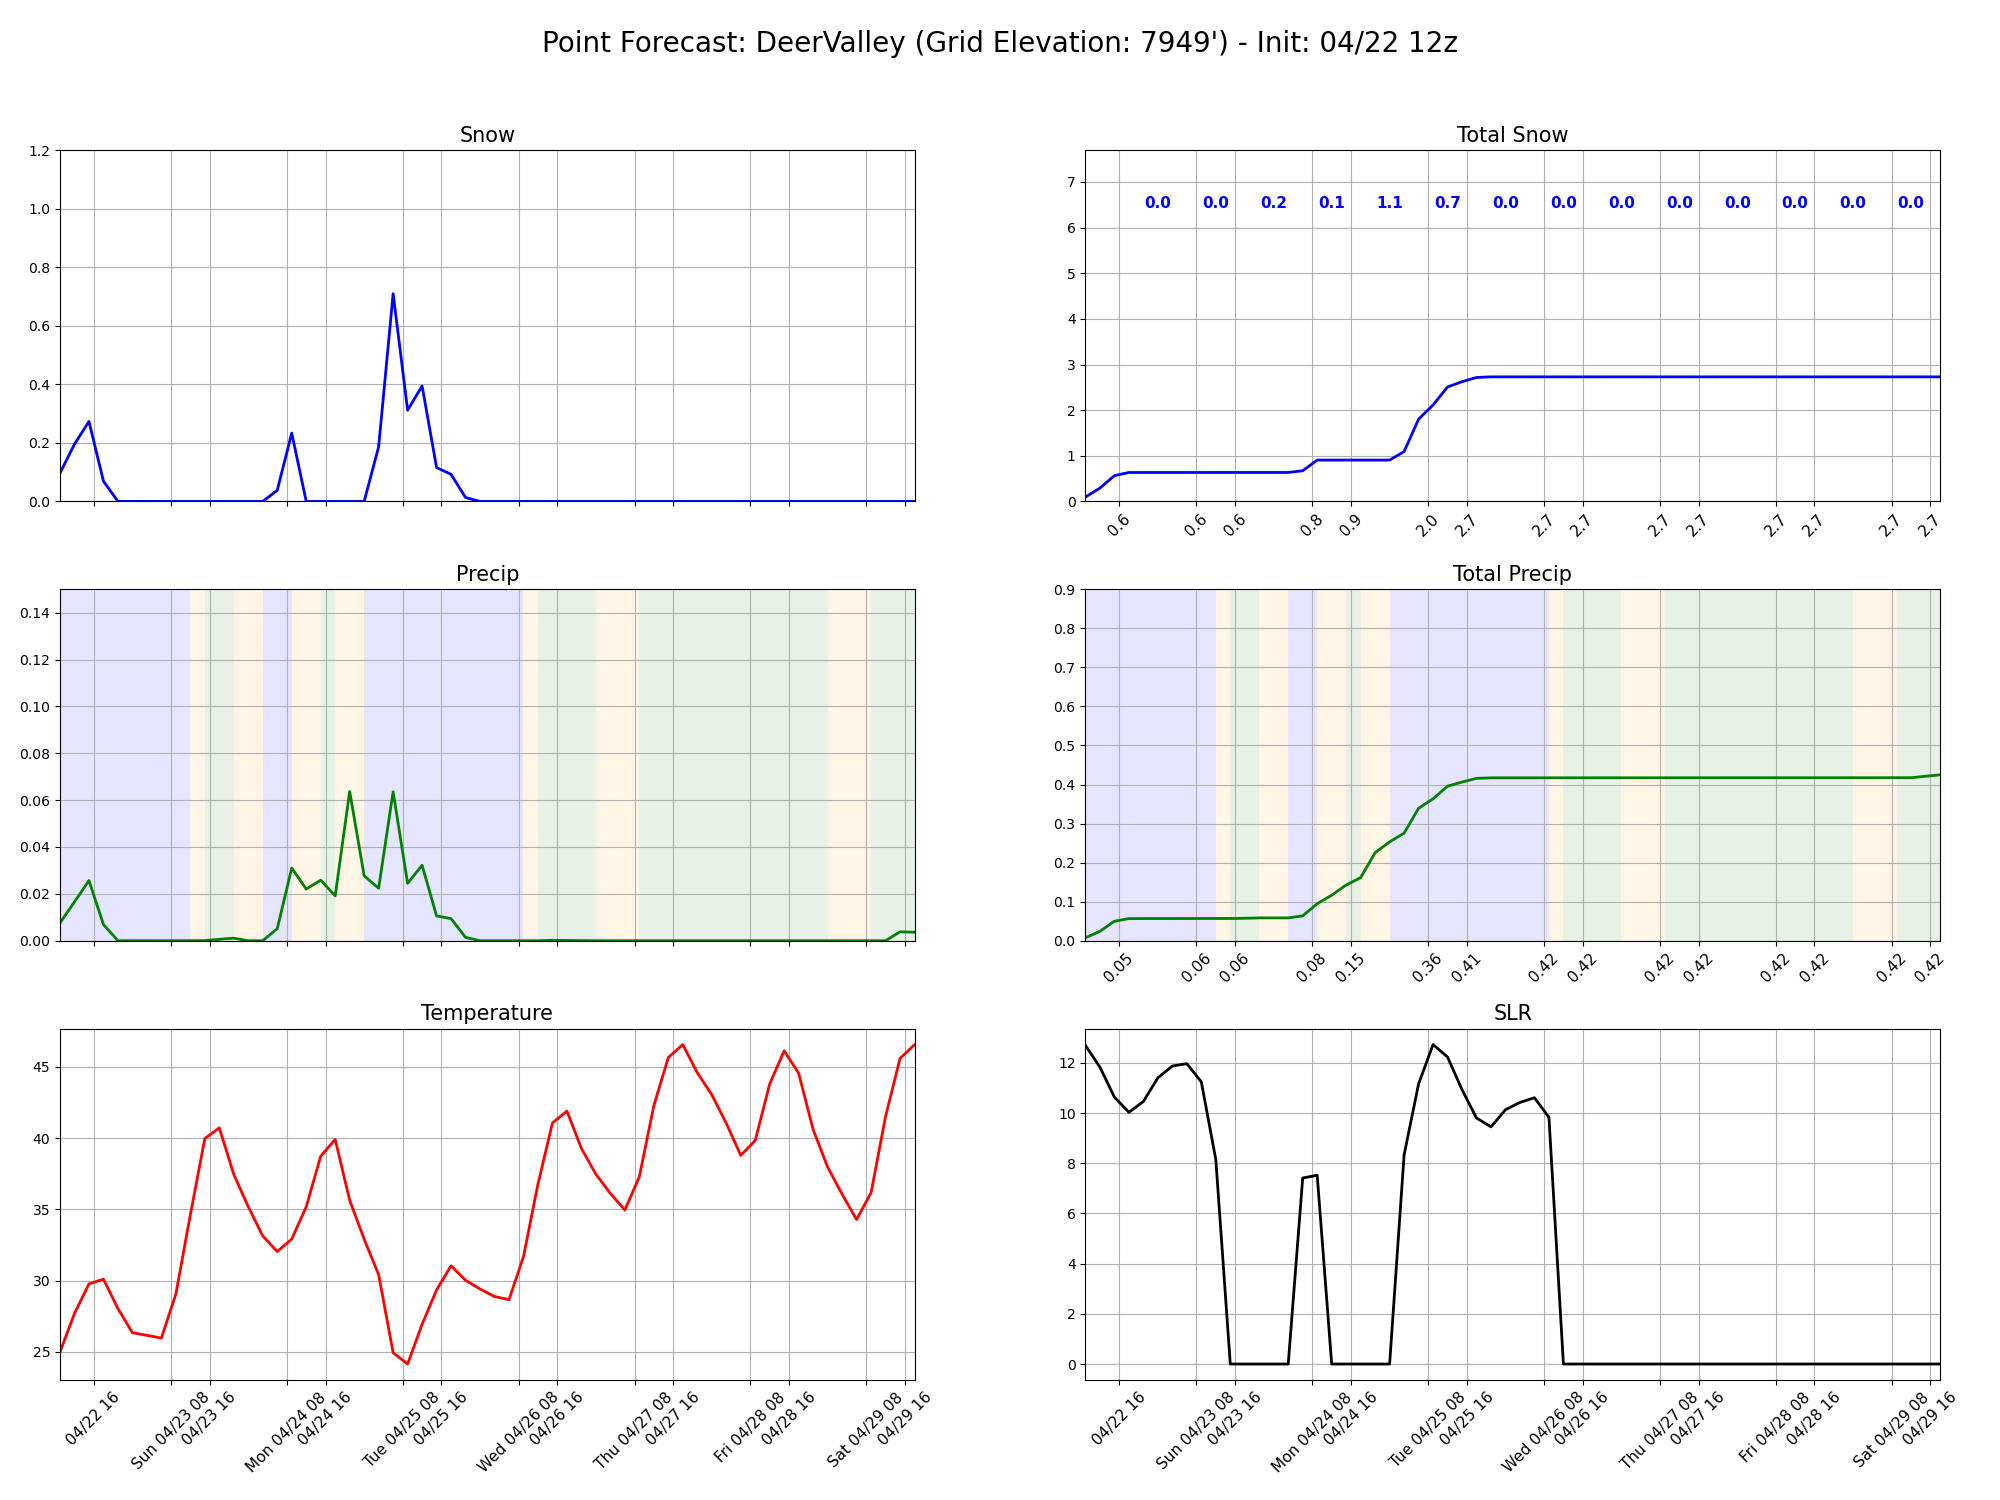 Point Forecast: DeerValley (Grid Elevation: 7949') - Init: 04/22 12z
Snow
1.2
1.0
0.8
0.6
0.4
0.2
0.0
Total Snow
7
6
5
4
3
2
1
0
0.0 0.0 0.2 0.1 1.1 0.7 0.0 0.0 0.0 0.0 0.0 0.0 0.0 0.0
0.6 0.6 0.6 0.8 0.9 2.0 2.7 2.7 2.7 2.7 2.7 2.7 2.7 2.7 2.7
Precip
0.14
0.12
0.10
0.08
0.06
0.04
0.02
0.00
Total Precip
0.9
0.8
0.7
0.6
0.5
0.4
0.3
0.2
0.1
0.0
0.05 0.06 0.06 0.08 0.15 0.36 0.41 0.42 0.42 0.42 0.42 0.42 0.42 0.42 0.42
Temperature
45
40
35
30
25
04/22 16
Sun 04/23 08
04/23 16
Mon 04/24 08
04/24 16
Tue 04/25 08
04/25 16
Wed 04/26 08
04/26 16
Thu 04/27 08
04/27 16
Fri 04/28 08
04/28 16
Sat 04/29 08
04/29 16
SLR
12
10
8
6
4
2
0
04/22 16
Sun 04/23 08
04/23 16
Mon 04/24 08
04/24 16
Tue 04/25 08
04/25 16
Wed 04/26 08
04/26 16
Thu 04/27 08
04/27 16
Fri 04/28 08
04/28 16
Sat 04/29 08
04/29 16